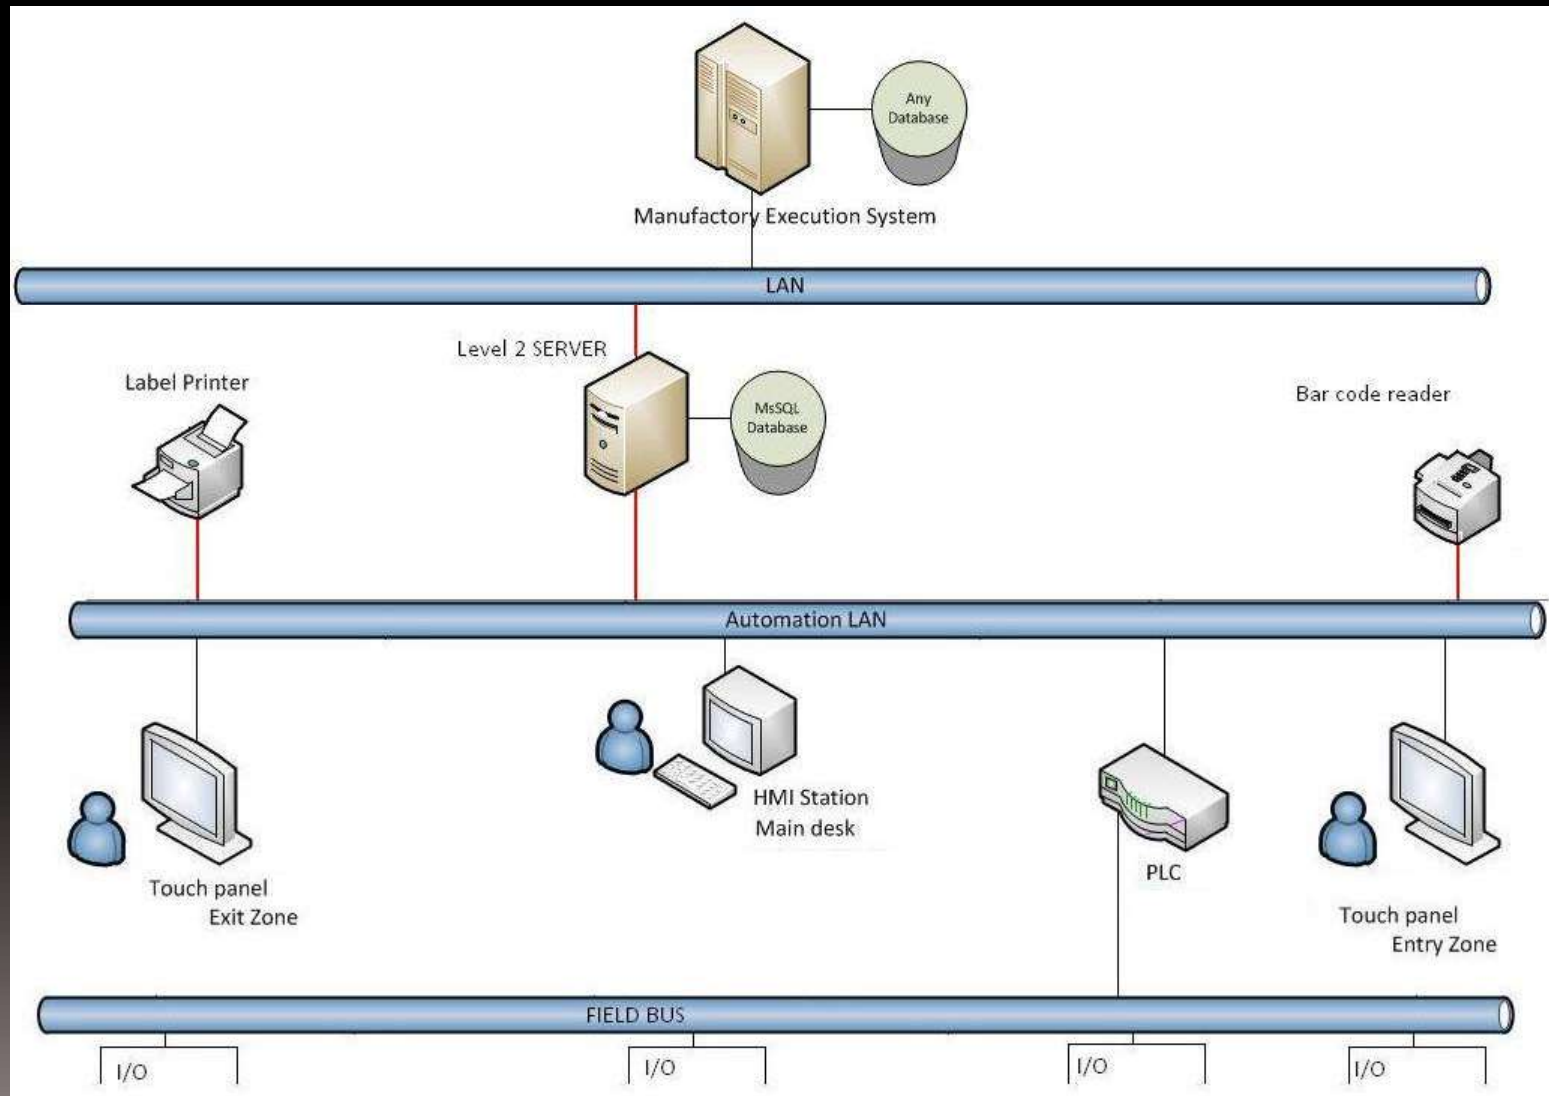 Any
Database
Manufactory Execution System
LAN
Level 2 SERVER
Label Printer
MsSQL
Database
Bar code reader
Automation LAN
HMI Station
Main desk
PLC
Touch panel
Exit Zone
Touch panel
Entry Zone
FIELD BUS
I/O
I/O
I/O
I/O